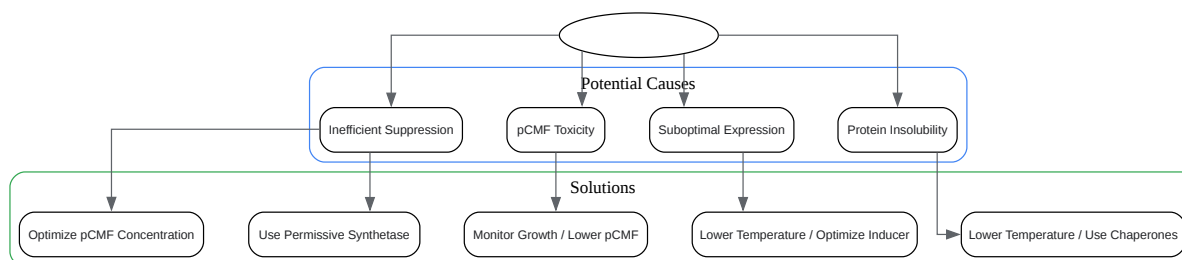 Potential Causes
Inefficient Suppression
pCMF Toxicity
Suboptimal Expression
Protein Insolubility
Solutions
Optimize pCMF Concentration
Use Permissive Synthetase
Monitor Growth / Lower pCMF
Lower Temperature / Optimize Inducer
Lower Temperature / Use Chaperones